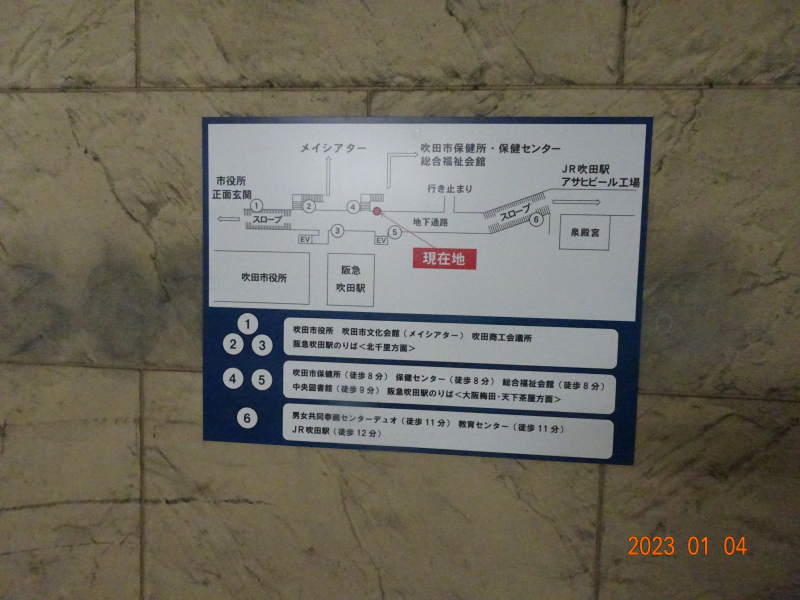 メイシアター
吹田市保健所・保健センター
総合福祉会館
JR吹田駅
アサヒビール工場
市役所
正面玄関
行き止まり
① スロープ
②
④
地下通路
スロープ ⑥
泉殿宮
③
⑤
EV
EV
現在地
吹田市役所
阪急
吹田駅
① ② ③
吹田市役所 吹田市文化会館（メイシアター） 吹田商工会議所
阪急吹田駅のりば＜北千里方面＞
④ ⑤
吹田市保健所（徒歩８分） 保健センター（徒歩８分） 総合福祉会館（徒歩８分）
中央図書館（徒歩９分） 阪急吹田駅のりば＜大阪梅田・天下茶屋方面＞
⑥
男女共同参画センターデュオ（徒歩11分） 教育センター（徒歩11分）
JR吹田駅（徒歩12分）
2023 01 04